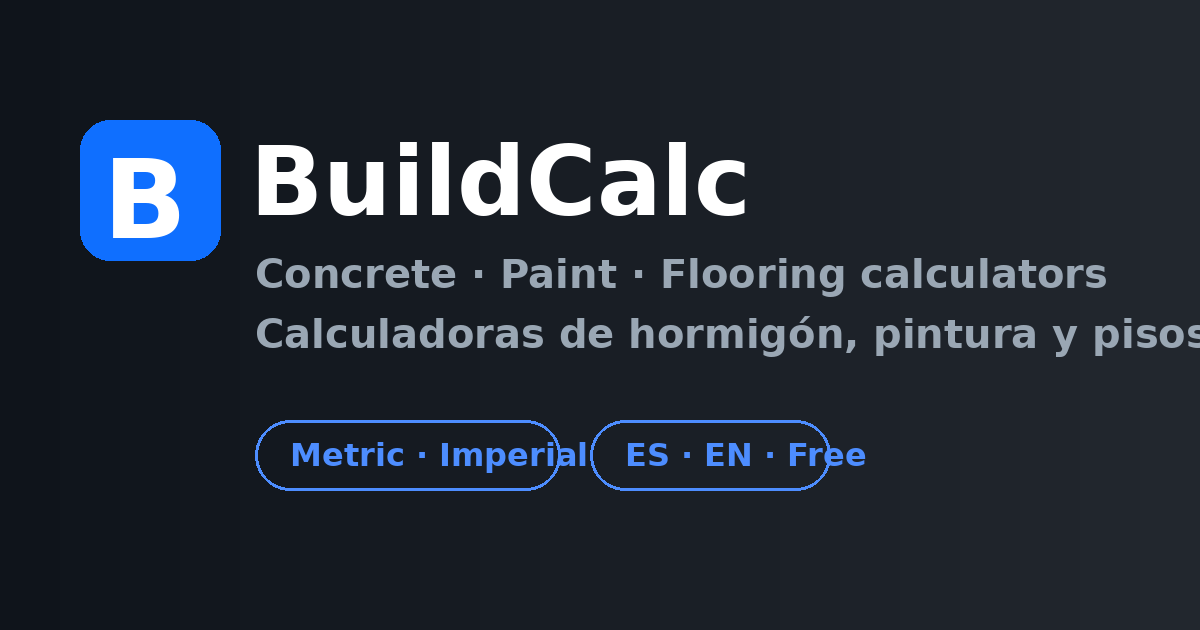 B
BuildCalc
Concrete · Paint · Flooring calculators
Calculadoras de hormigón, pintura y pisos
Metric · Imperial
ES · EN · Free